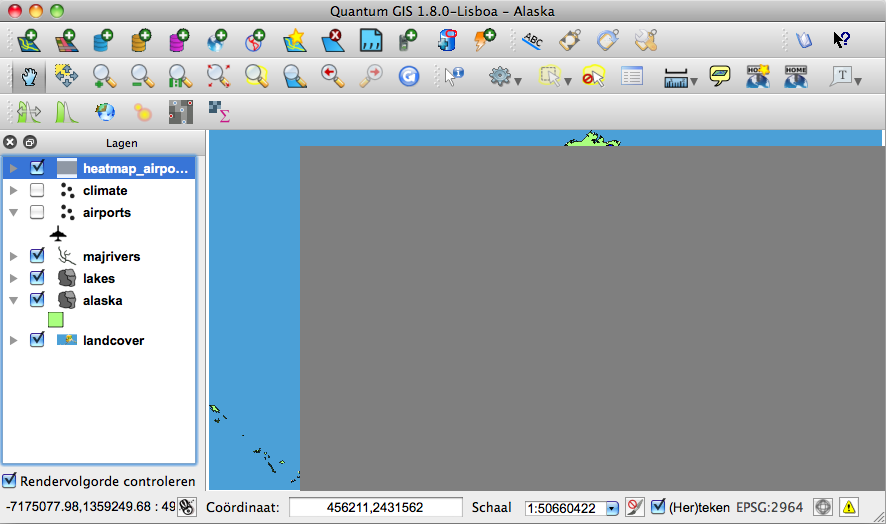 Quantum GIS 1.8.0-Lisboa - Alaska
ABC
HOME
T
Lagen
heatmap_airpo...
climate
airports
majrivers
lakes
alaska
landcover
Rendervolgorde controleren
-7175077.98,1359249.68 : 49 Coördinaat: 456211,2431562 Schaal 1:50660422 (Her)teken EPSG:2964